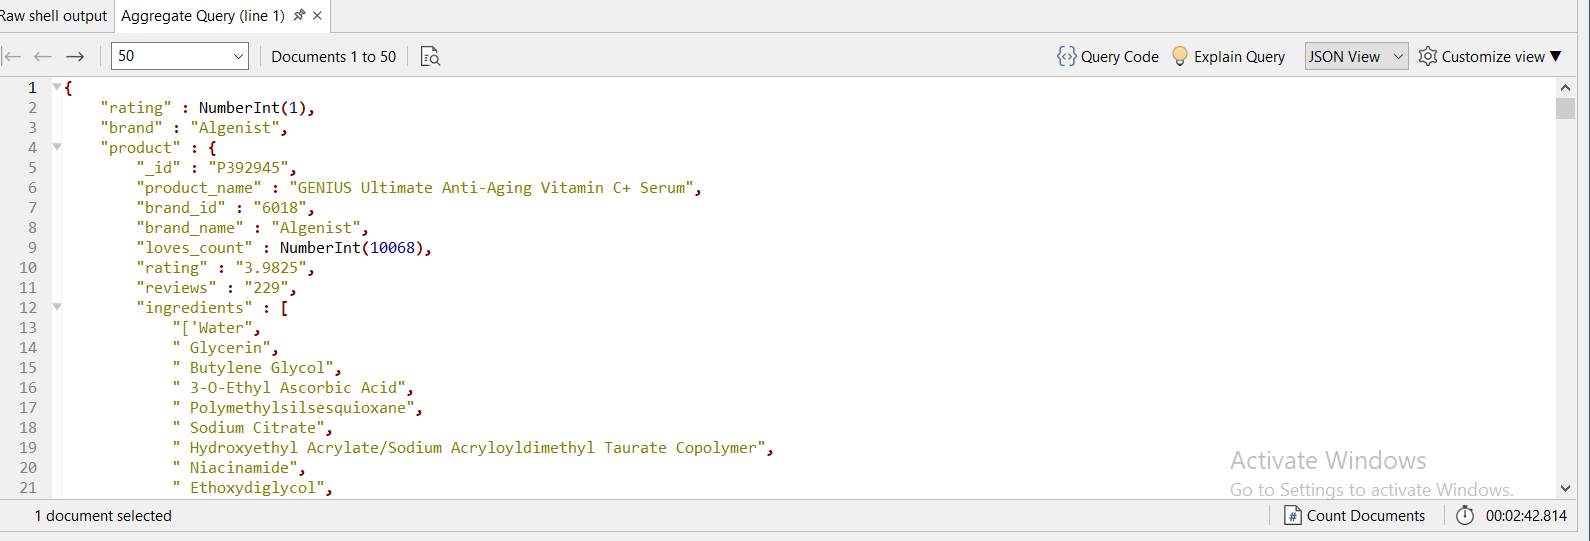 Raw shell output Aggregate Query (line 1)
50 Documents 1 to 50 Query Code Explain Query JSON View Customize view
1 {
2 "rating" : NumberInt(1),
3 "brand" : "Algenist",
4 "product" : {
5 "_id" : "P392945",
6 "product_name" : "GENIUS Ultimate Anti-Aging Vitamin C+ Serum",
7 "brand_id" : "6018",
8 "brand_name" : "Algenist",
9 "loves_count" : NumberInt(10068),
10 "rating" : "3.9825",
11 "reviews" : "229",
12 "ingredients" : [
13 "['Water",
14 " Glycerin",
15 " Butylene Glycol",
16 " 3-O-Ethyl Ascorbic Acid",
17 " Polymethylsilsesquioxane",
18 " Sodium Citrate",
19 " Hydroxyethyl Acrylate/Sodium Acryloyldimethyl Taurate Copolymer",
20 " Niacinamide",
21 " Ethoxydiglycol",
Activate Windows
Go to Settings to activate Windows.
1 document selected Count Documents 00:02:42.814